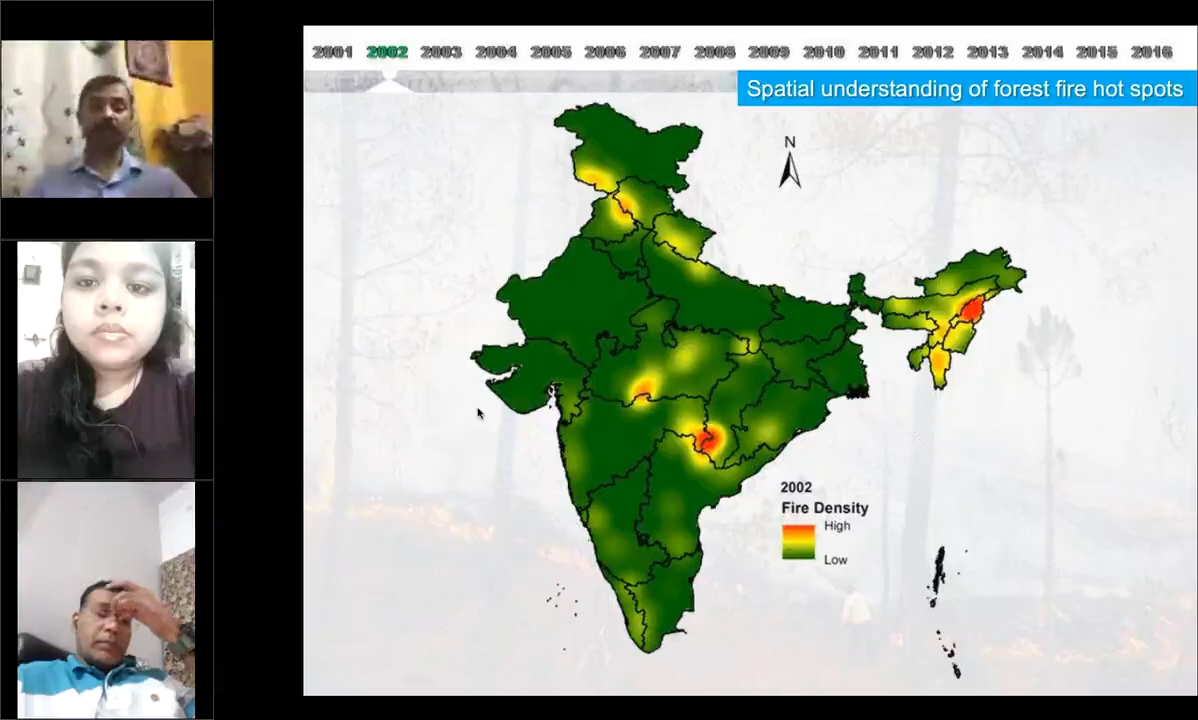 2001 2002 2003 2004 2005 2006 2007 2008 2009 2010 2011 2012 2013 2014 2015 2016
Spatial understanding of forest fire hot spots
N
2002
Fire Density
High
Low